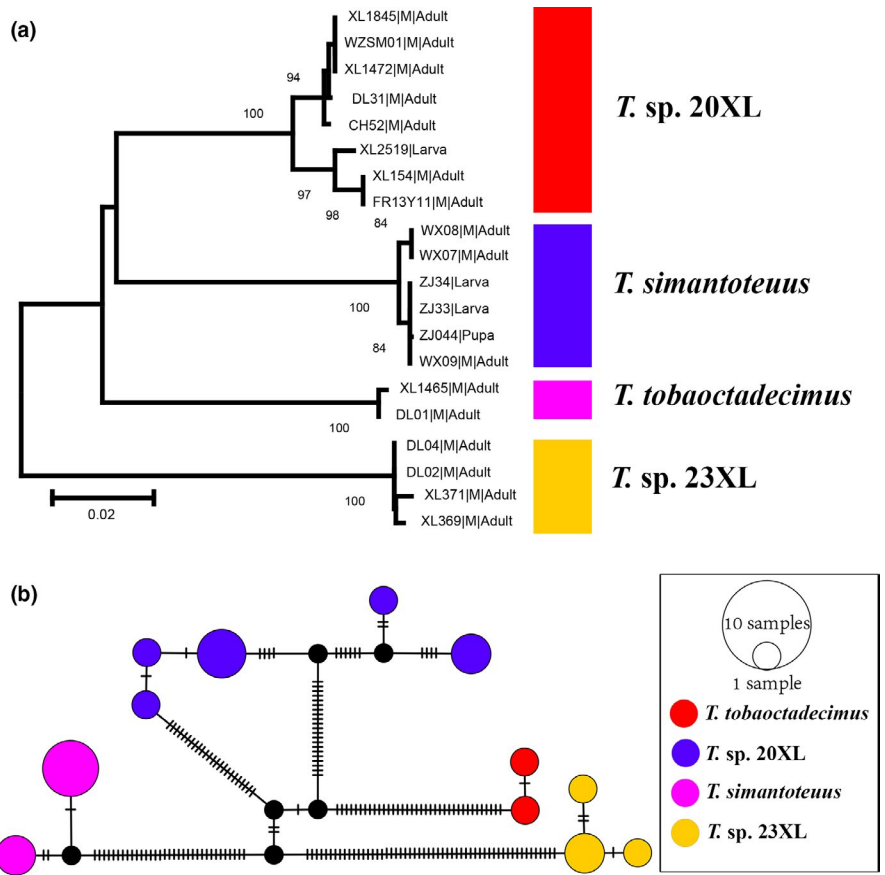 (a)
XL1845|M|Adult
WZSM01|M|Adult
XL1472|M|Adult
94
DL31|M|Adult
100
CH52|M|Adult
XL2519|Larva
XL154|M|Adult
97
FR13Y11|M|Adult
98
T. sp. 20XL
84
WX08|M|Adult
WX07|M|Adult
ZJ34|Larva
100
ZJ33|Larva
ZJ044|Pupa
84
WX09|M|Adult
T. simantoteuus
XL1465|M|Adult
DL01|M|Adult
100
T. tobaoctadecimus
DL04|M|Adult
DL02|M|Adult
XL371|M|Adult
100
XL369|M|Adult
T. sp. 23XL
0.02
(b)
10 samples
1 sample
T. tobaoctadecimus
T. sp. 20XL
T. simantoteuus
T. sp. 23XL